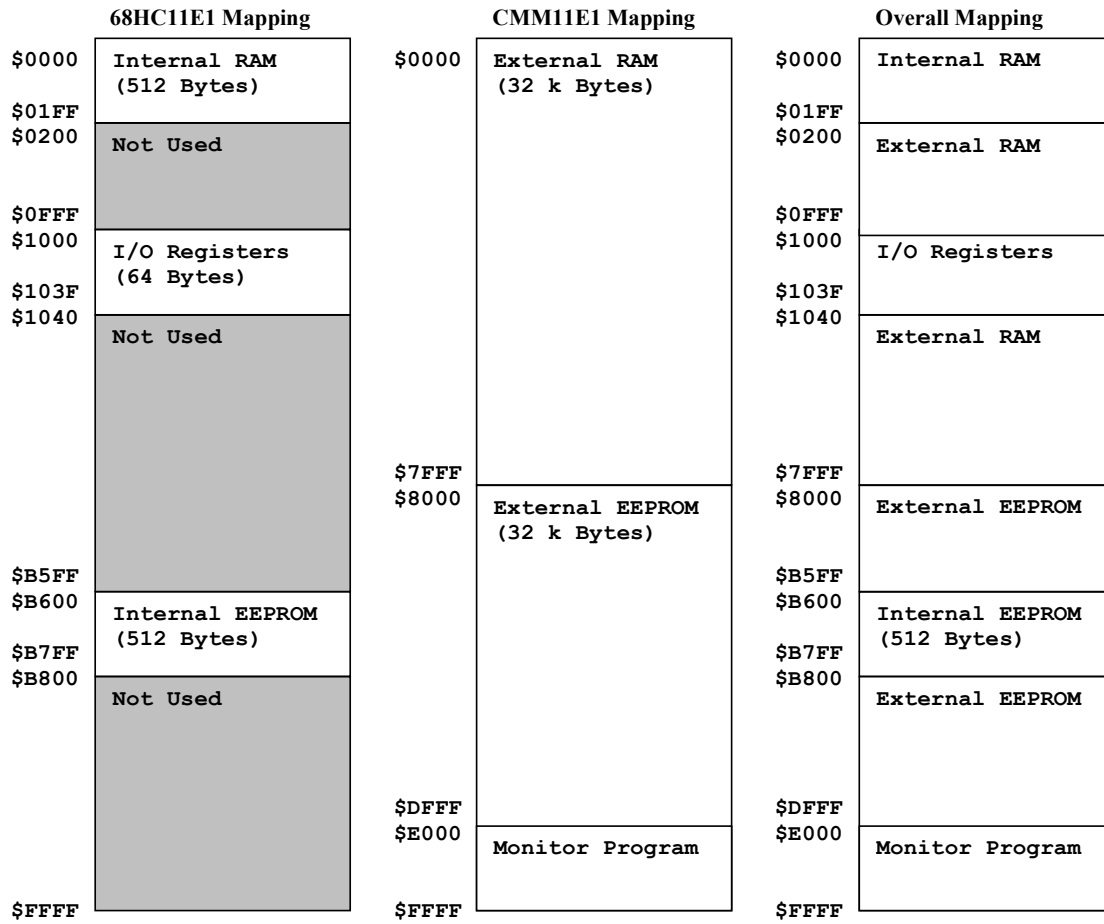 68HC11E1 Mapping
$0000
Internal RAM
(512 Bytes)
$01FF
$0200
Not Used
$0FFF
$1000
I/O Registers
(64 Bytes)
$103F
$1040
Not Used
$B5FF
$B600
Internal EEPROM
(512 Bytes)
$B7FF
$B800
Not Used
$FFFF
CMM11E1 Mapping
$0000
External RAM
(32 k Bytes)
$7FFF
$8000
External EEPROM
(32 k Bytes)
$DFFF
$E000
Monitor Program
$FFFF
Overall Mapping
$0000
Internal RAM
$01FF
$0200
External RAM
$0FFF
$1000
I/O Registers
$103F
$1040
External RAM
$7FFF
$8000
External EEPROM
$B5FF
$B600
Internal EEPROM
(512 Bytes)
$B7FF
$B800
External EEPROM
$DFFF
$E000
Monitor Program
$FFFF